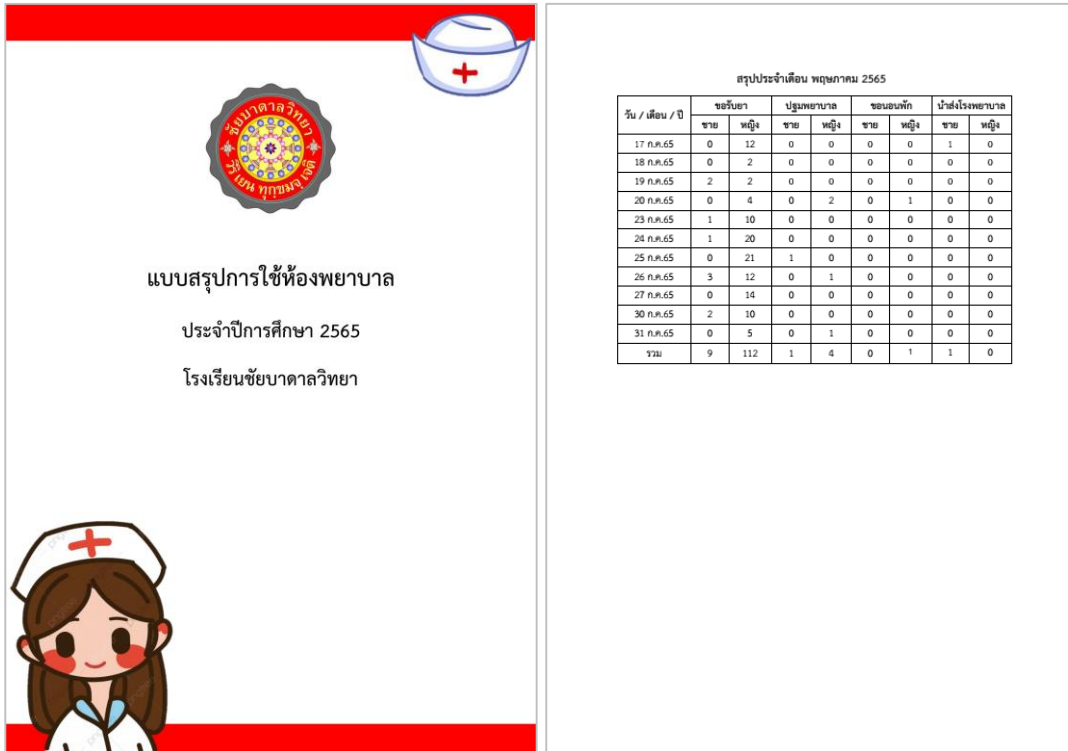 ชัยบาดาลวิทยา
วิริเยน ทุกฺขมจฺเจติ
แบบสรุปการใช้ห้องพยาบาล
ประจำปีการศึกษา 2565
โรงเรียนชัยบาดาลวิทยา
สรุปประจำเดือน พฤษภาคม 2565
วัน / เดือน / ปี ขอรับยา ปฐมพยาบาล ขอนอนพัก นำส่งโรงพยาบาล
ชาย หญิง ชาย หญิง ชาย หญิง ชาย หญิง
17 ก.ค.65 0 12 0 0 0 0 1 0
18 ก.ค.65 0 2 0 0 0 0 0 0
19 ก.ค.65 2 2 0 0 0 0 0 0
20 ก.ค.65 0 4 0 2 0 1 0 0
23 ก.ค.65 1 10 0 0 0 0 0 0
24 ก.ค.65 1 20 0 0 0 0 0 0
25 ก.ค.65 0 21 1 0 0 0 0 0
26 ก.ค.65 3 12 0 1 0 0 0 0
27 ก.ค.65 0 14 0 0 0 0 0 0
30 ก.ค.65 2 10 0 0 0 0 0 0
31 ก.ค.65 0 5 0 1 0 0 0 0
รวม 9 112 1 4 0 1 1 0